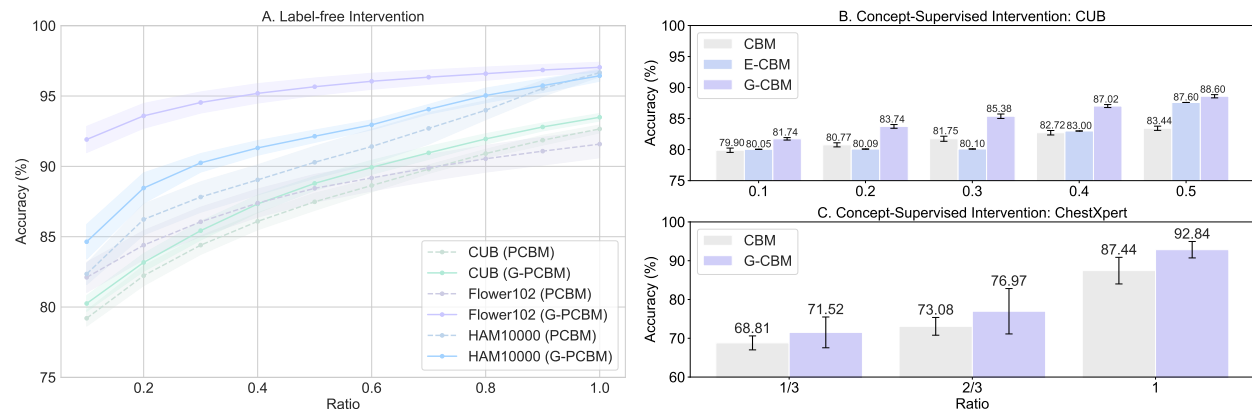 A. Label-free Intervention
100
95
90
85
80
75
Accuracy (%)
0.2
0.4
0.6
0.8
1.0
Ratio
CUB (PCBM)
CUB (G-PCBM)
Flower102 (PCBM)
Flower102 (G-PCBM)
HAM10000 (PCBM)
HAM10000 (G-PCBM)
B. Concept-Supervised Intervention: CUB
100
95
90
85
80
75
Accuracy (%)
CBM
E-CBM
G-CBM
79.90 80.05 81.74
80.77 80.09 83.74
81.75 80.10 85.38
82.72 83.00 87.02
83.44 87.60 88.60
0.1
0.2
0.3
0.4
0.5
C. Concept-Supervised Intervention: ChestXpert
100
90
80
70
60
Accuracy (%)
CBM
G-CBM
68.81 71.52
73.08 76.97
87.44 92.84
1/3
2/3
1
Ratio